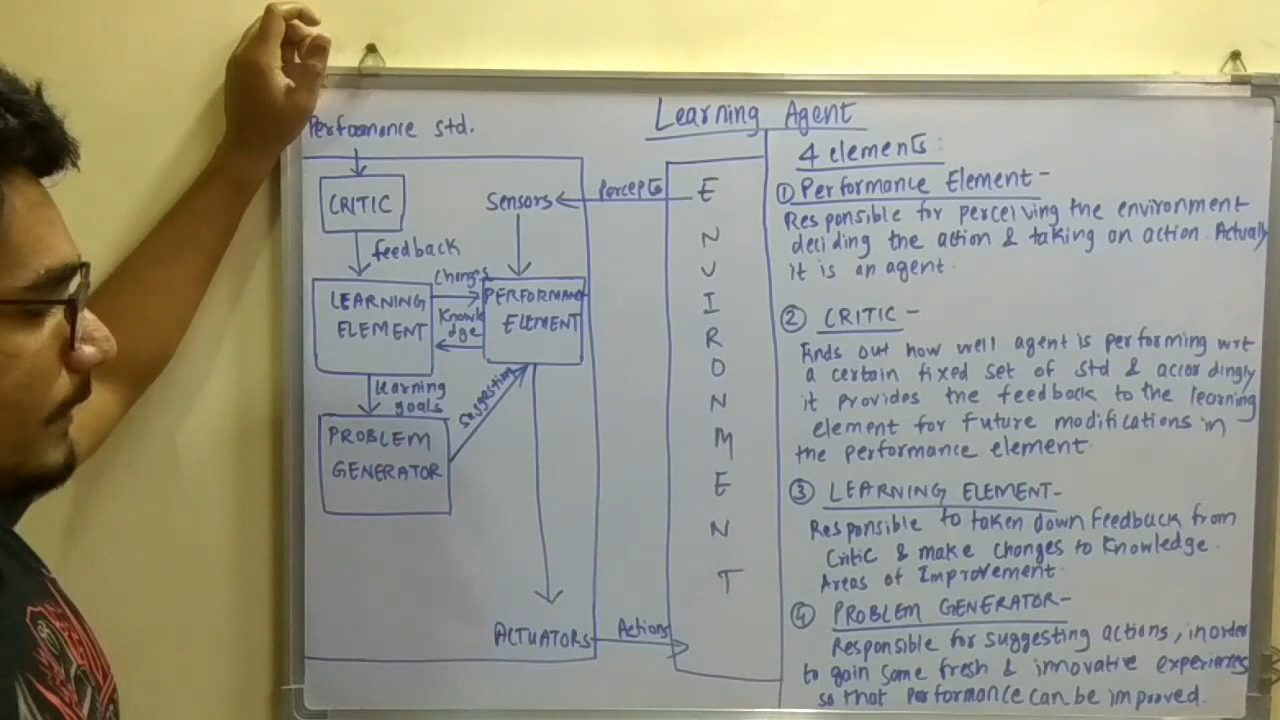 Learning Agent
Performance std.
CRITIC
feedback
LEARNING
ELEMENT
Changes
Knowle
dge
Learning
goals
PROBLEM
GENERATOR
Suggestion
Sensors
Percepts
PERFORMANCE
ELEMENT
ACTUATORS
Actions
ENVIRONMENT
4 elements:
① Performance Element -
Responsible for perceiving the environment
deciding the action & taking an action. Actually
it is an agent.
② CRITIC -
Finds out how well agent is performing wrt
a certain fixed set of std & accordingly
it provides the feedback to the learning
element for future modifications in
the performance element.
③ LEARNING ELEMENT-
Responsible to taken down feedback from
Critic & make changes to Knowledge.
Areas of Improvement.
④ PROBLEM GENERATOR-
Responsible for suggesting actions, inorder
to gain some fresh & innovative experiences
so that performance can be improved.